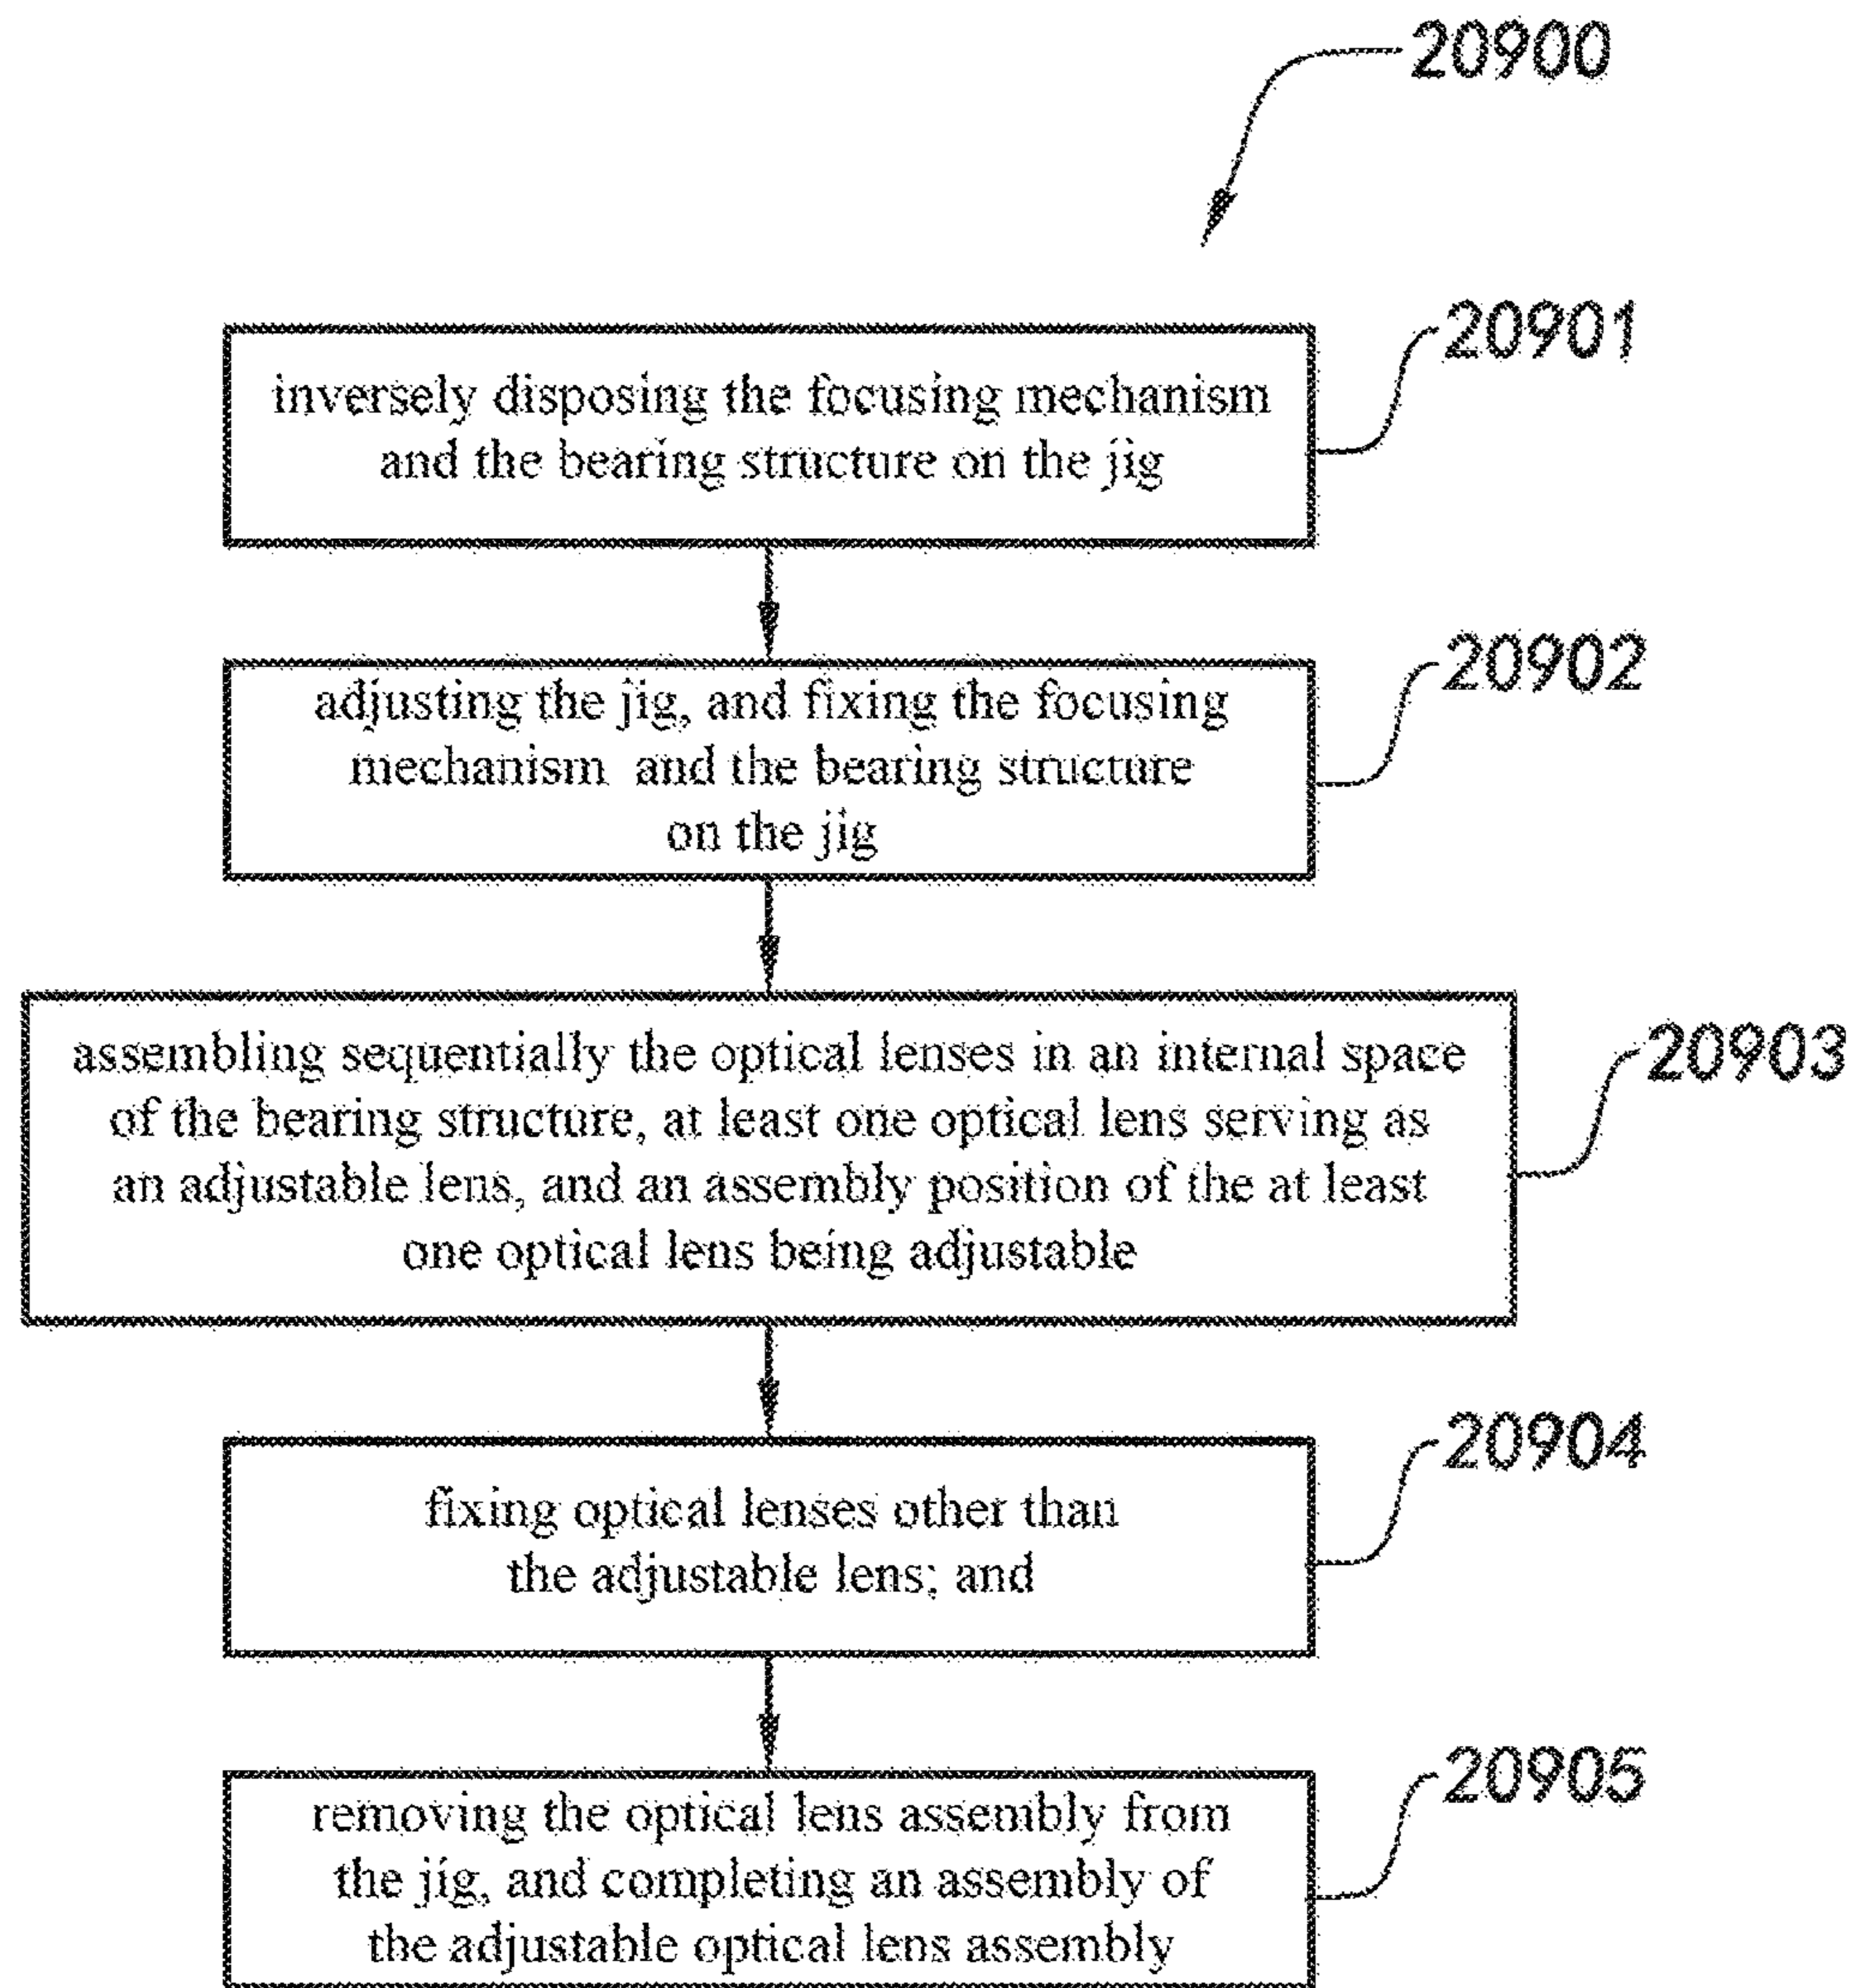 20900
20901
inversely disposing the focusing mechanism
and the bearing structure on the jig
20902
adjusting the jig, and fixing the focusing
mechanism and the bearing structure
on the jig
20903
assembling sequentially the optical lenses in an internal space
of the bearing structure, at least one optical lens serving as
an adjustable lens, and an assembly position of the at least
one optical lens being adjustable
20904
fixing optical lenses other than
the adjustable lens; and
20905
removing the optical lens assembly from
the jig, and completing an assembly of
the adjustable optical lens assembly